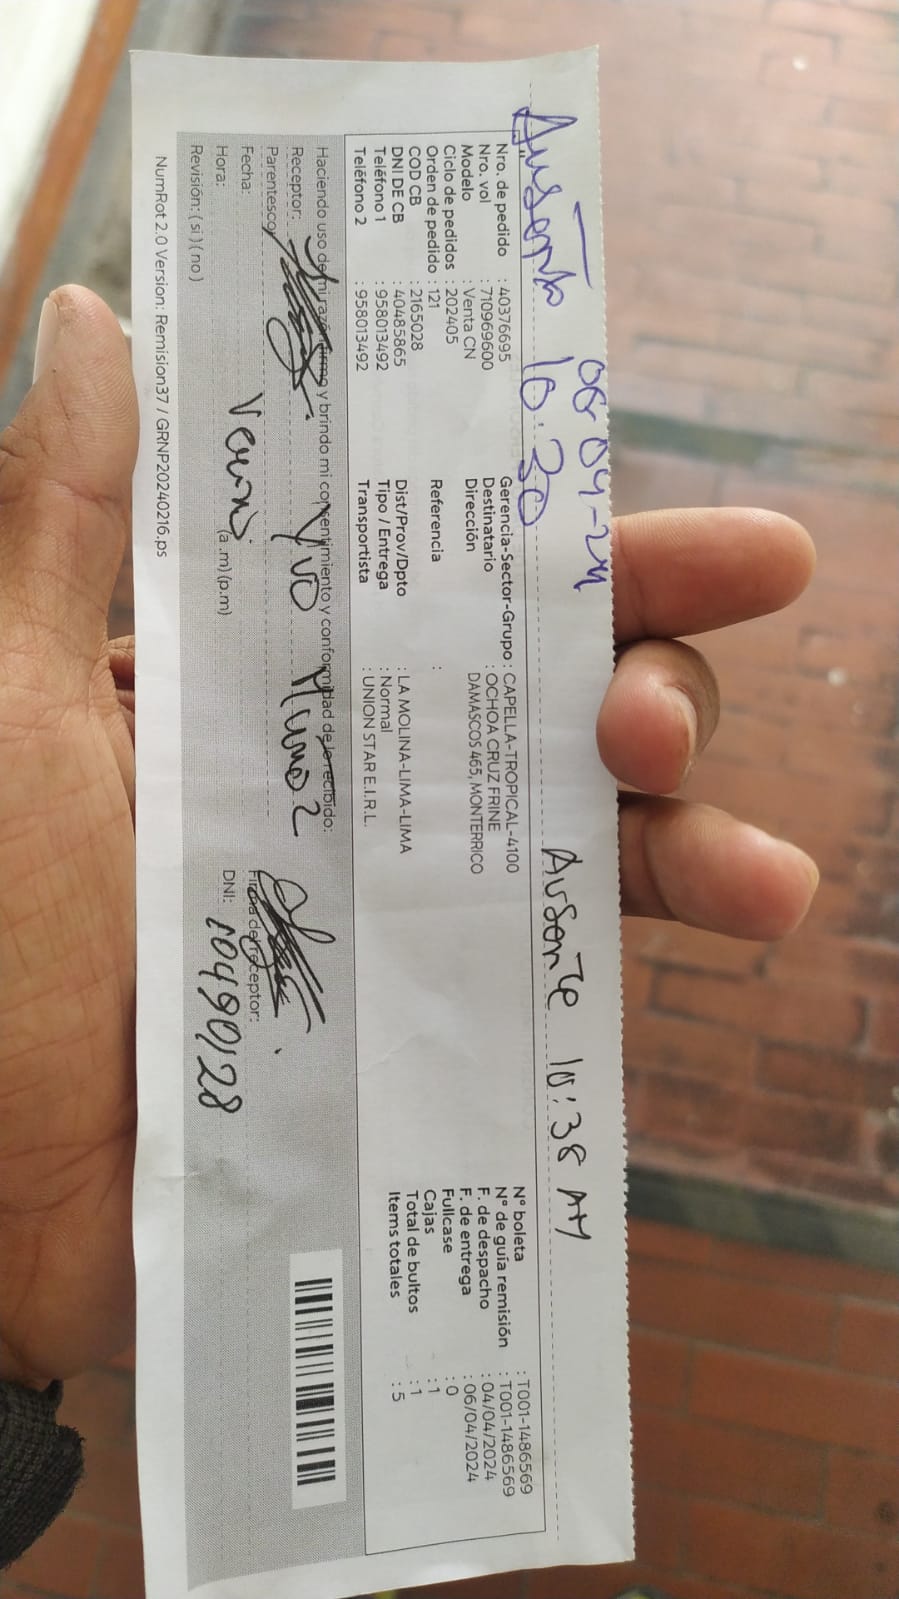 06-04-24
Ausente 10:30
Ausente 10:38 AM
Nro. de pedido : 40376695
Nro. vol : 710969600
Modelo : Venta CN
Ciclo de pedidos : 202405
Orden de pedido : 121
COD CB : 2165028
DNI DE CB : 40485865
Teléfono 1 : 958013492
Teléfono 2 : 958013492
Gerencia-Sector-Grupo : CAPELLA-TROPICAL-4100
Destinatario : OCHOA CRUZ FRINE
Dirección DAMASCOS 465, MONTERRICO
Referencia :
Dist/Prov/Dpto : LA MOLINA-LIMA-LIMA
Tipo / Entrega : Normal
Transportista : UNION STAR E.I.R.L.
N° boleta : T001-1486569
N° de guía remisión : T001-1486569
F. de despacho : 04/04/2024
F. de entrega : 06/04/2024
Fullcase : 0
Cajas : 1
Total de bultos : 1
Items totales : 5
Haciendo uso de mi razón firmo y brindo mi consentimiento y conformidad de lo recibido:
Receptor: Yvo Muñoz
Parentesco:
Fecha:
Hora: (a .m) (p.m)
Revisión: ( si ) ( no )
Firma del receptor:
DNI: 10490128
NumRot 2.0 Version: Remision37 / GRNP20240216.ps